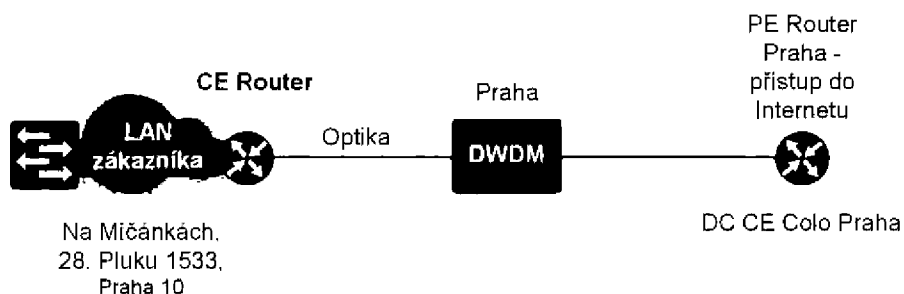 PE Router
Praha -
přístup do
Internetu
CE Router
Praha
LAN
zákazníka
Optika
DWDM
DC CE Colo Praha
Na Míčánkách,
28. Pluku 1533,
Praha 10